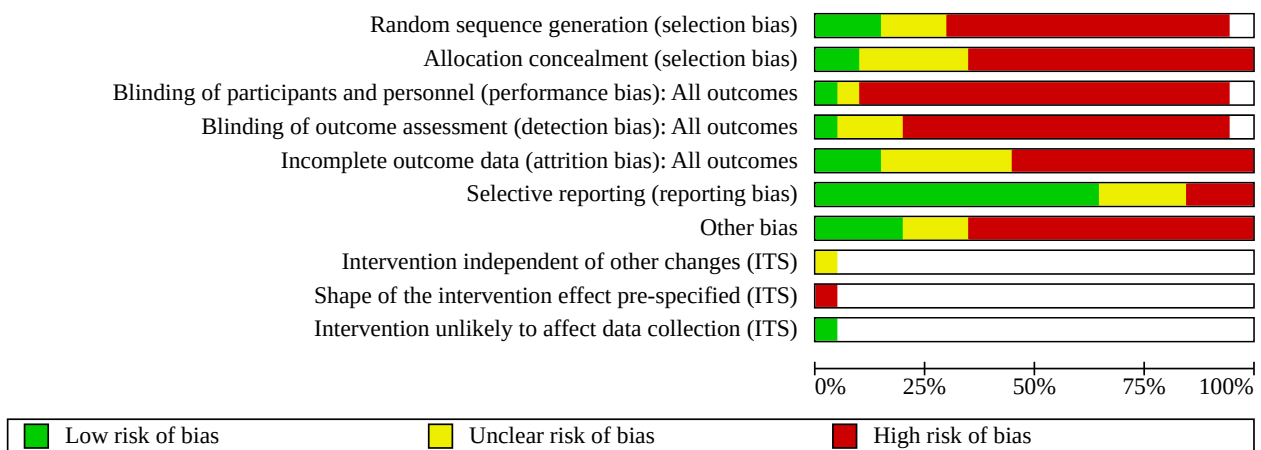 Random sequence generation (selection bias)
Allocation concealment (selection bias)
Blinding of participants and personnel (performance bias): All outcomes
Blinding of outcome assessment (detection bias): All outcomes
Incomplete outcome data (attrition bias): All outcomes
Selective reporting (reporting bias)
Other bias
Intervention independent of other changes (ITS)
Shape of the intervention effect pre-specified (ITS)
Intervention unlikely to affect data collection (ITS)
0% 25% 50% 75% 100%
Low risk of bias Unclear risk of bias High risk of bias